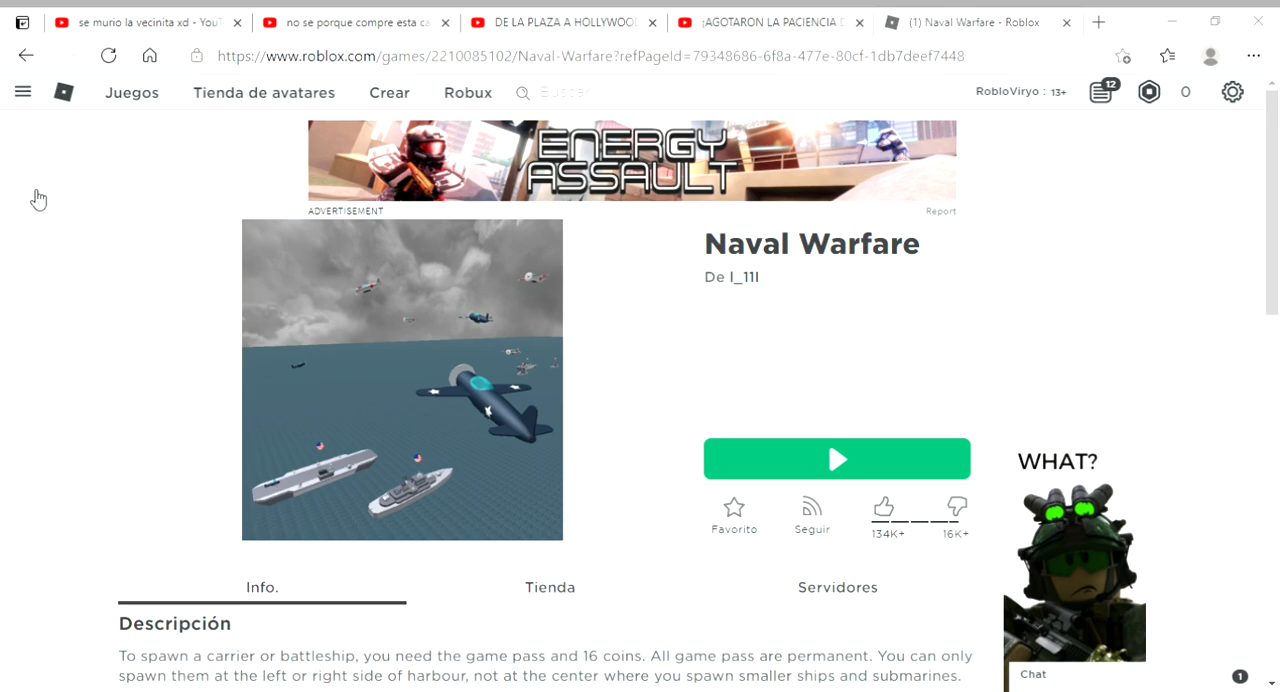 se murio la vecinita xd - YouT
no se porque compre esta ca
DE LA PLAZA A HOLLYWOOD
¡AGOTARON LA PACIENCIA D
(1) Naval Warfare - Roblox
https://www.roblox.com/games/2210085102/Naval-Warfare?refPageId=79348686-6f8a-477e-80cf-1db7deef7448
Juegos Tienda de avatares Crear Robux Buscar RobloViryo : 13+ 12 0
ENERGY
ASSAULT
ADVERTISEMENT Report
Naval Warfare
De I_11I
WHAT?
Favorito Seguir 134K+ 16K+
Info. Tienda Servidores
Descripción
To spawn a carrier or battleship, you need the game pass and 16 coins. All game pass are permanent. You can only
spawn them at the left or right side of harbour, not at the center where you spawn smaller ships and submarines.
Chat 1